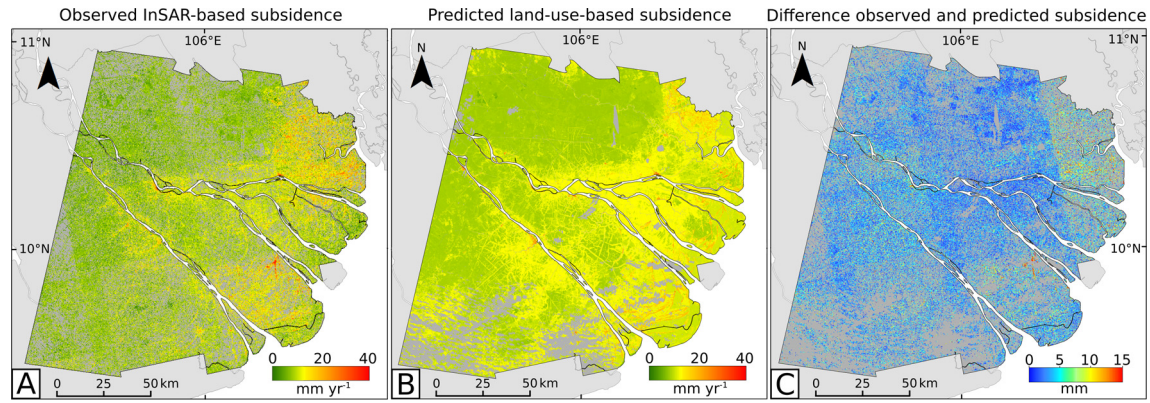 Observed InSAR-based subsidence
Predicted land-use-based subsidence
Difference observed and predicted subsidence
11°N
106°E
106°E
106°E
11°N
N
N
10°N
10°N
0 20 40
mm yr⁻¹
A
0 25 50 km
0 20 40
mm yr⁻¹
B
0 25 50 km
0 5 10 15
mm
C
0 25 50 km